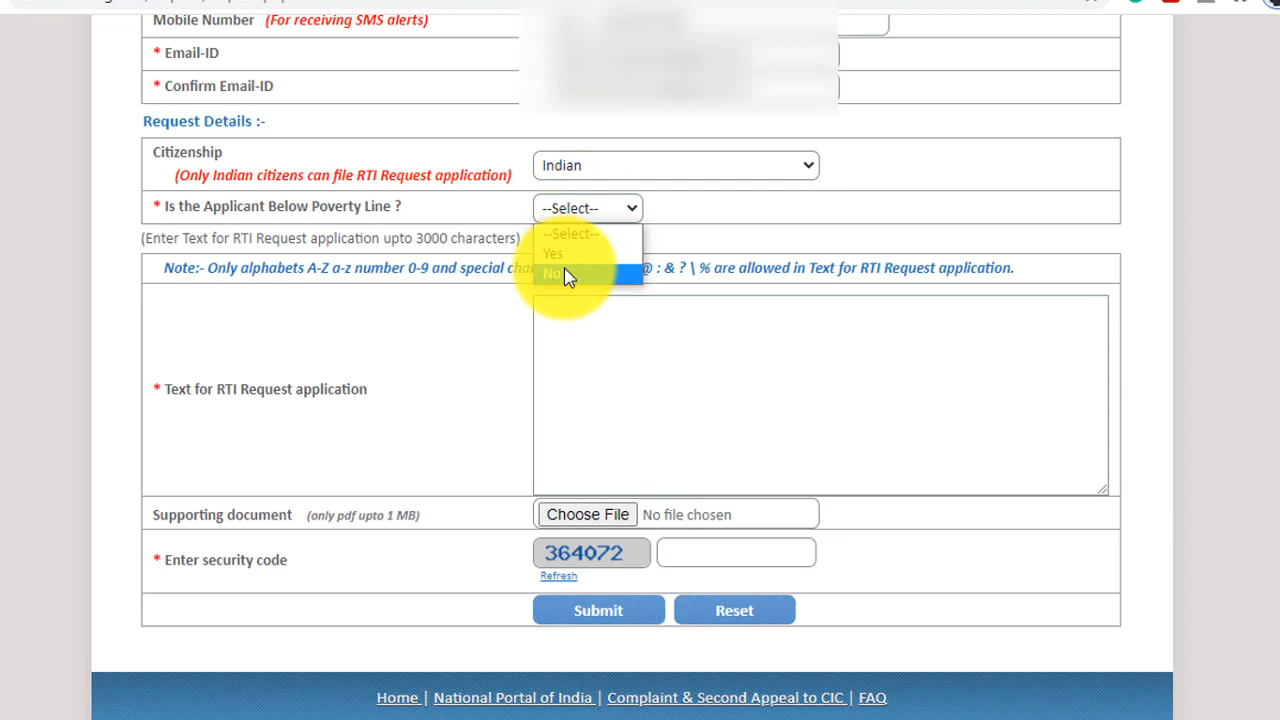 Mobile Number (For receiving SMS alerts)
* Email-ID
* Confirm Email-ID
Request Details :-
Citizenship
(Only Indian citizens can file RTI Request application)
Indian
* Is the Applicant Below Poverty Line ?
--Select--
--Select--
Yes
No
(Enter Text for RTI Request application upto 3000 characters)
Note:- Only alphabets A-Z a-z number 0-9 and special @ : & ? \ % are allowed in Text for RTI Request application.
* Text for RTI Request application
Supporting document (only pdf upto 1 MB)
Choose File No file chosen
* Enter security code
364072
Refresh
Submit Reset
Home | National Portal of India | Complaint & Second Appeal to CIC | FAQ